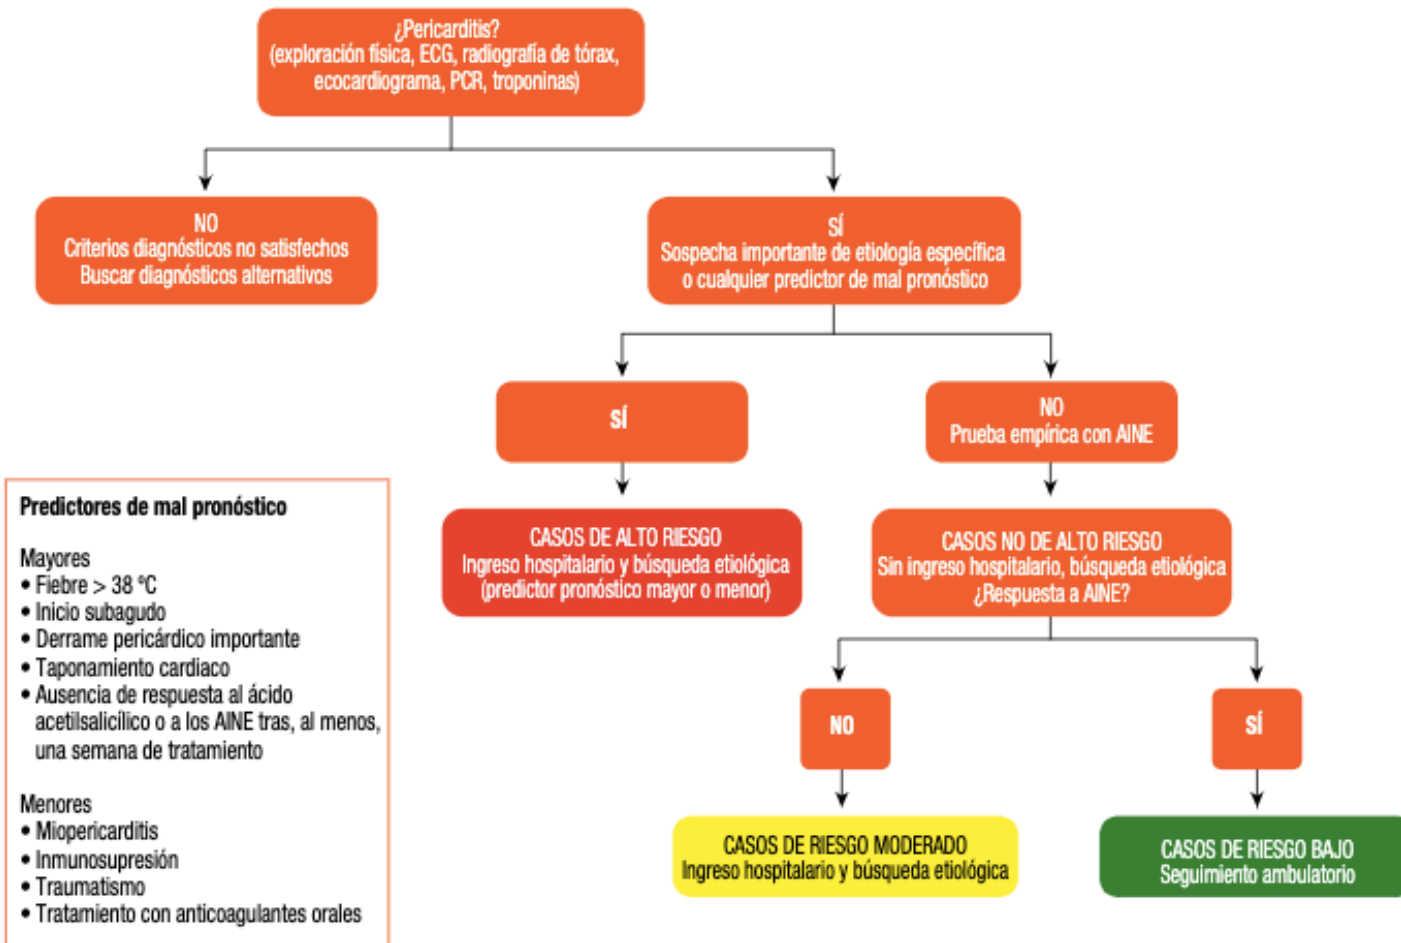 ¿Pericarditis?
(exploración física, ECG, radiografía de tórax,
ecocardiograma, PCR, troponinas)
NO
Criterios diagnósticos no satisfechos
Buscar diagnósticos alternativos
SÍ
Sospecha importante de etiología específica
o cualquier predictor de mal pronóstico
SÍ
NO
Prueba empírica con AINE
CASOS DE ALTO RIESGO
Ingreso hospitalario y búsqueda etiológica
(predictor pronóstico mayor o menor)
CASOS NO DE ALTO RIESGO
Sin ingreso hospitalario, búsqueda etiológica
¿Respuesta a AINE?
NO
SÍ
CASOS DE RIESGO MODERADO
Ingreso hospitalario y búsqueda etiológica
CASOS DE RIESGO BAJO
Seguimiento ambulatorio
Predictores de mal pronóstico
Mayores
• Fiebre > 38 ºC
• Inicio subagudo
• Derrame pericárdico importante
• Taponamiento cardiaco
• Ausencia de respuesta al ácido
acetilsalicílico o a los AINE tras, al menos,
una semana de tratamiento
Menores
• Miopericarditis
• Inmunosupresión
• Traumatismo
• Tratamiento con anticoagulantes orales